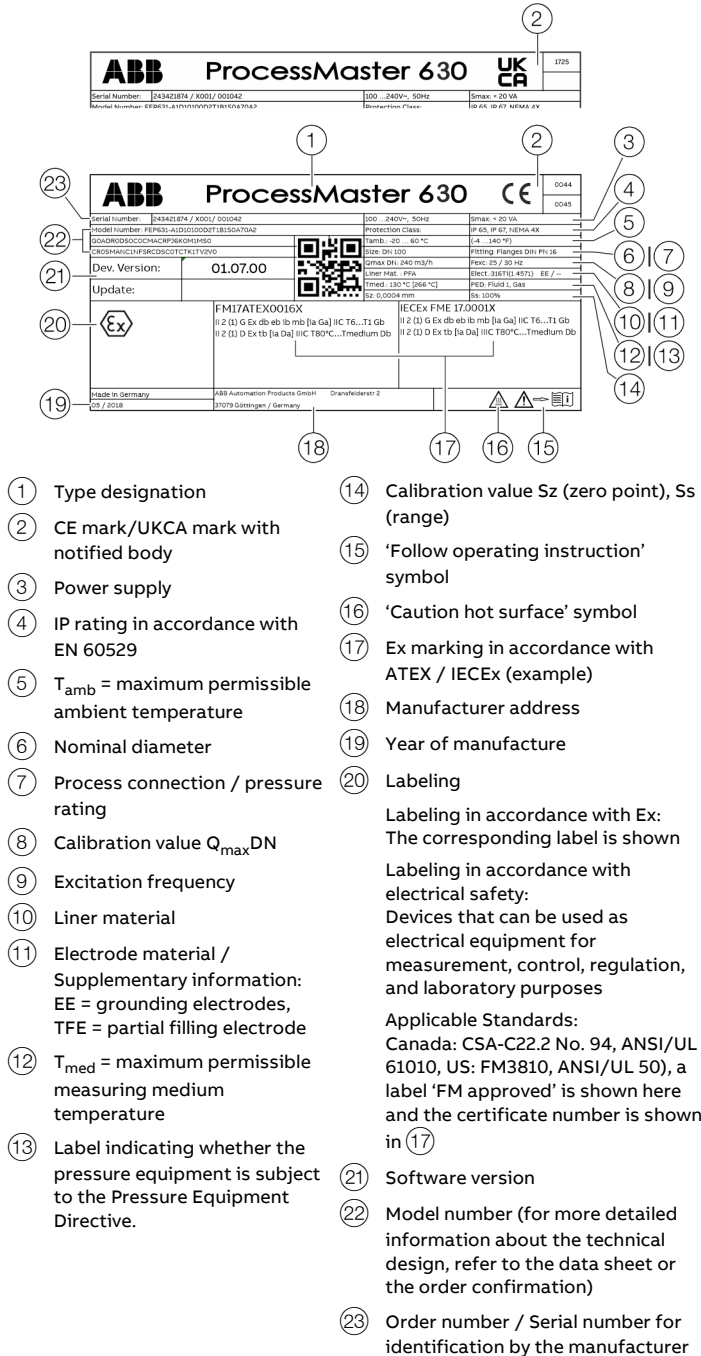 2
ABB ProcessMaster 630 UK CA 1725
Serial Number: 243421874 / X001/ 001042 100 ...240V~, 50Hz Smax: < 20 VA
Model Number: FEP631-A1D10100D2T1B1S0A70A2 Protection Class: IP 65, IP 67, NEMA 4X
1 2 3
23 ABB ProcessMaster 630 CE 0044
0045
4
Serial Number: 243421874 / X001/ 001042 100 ...240V~, 50Hz Smax: < 20 VA
5
22 Model Number: FEP631-A1D10100D2T1B1S0A70A2 Protection Class: IP 65, IP 67, NEMA 4X
G0ADR0DS0C0CMACRPJ6K0M1MS0 Tamb.: -20 ... 60 °C (-4 ...140 °F)
CR0SMANC1NFSRCDSC0TCTK1TV2V0 Size: DN 100 Fitting: Flanges DIN PN 16
6|7
21 Dev. Version: 01.07.00 Qmax DN: 240 m3/h Fexc: 25 / 30 Hz
8|9
Liner Mat. : PFA Elect.:316TI(1.4571) EE / --
Update: Tmed.: 130 °C [266 °C] PED: Fluid 1, Gas
10|11
Sz: 0,0004 mm Ss: 100%
20 Ex FM17ATEX0016X IECEx FME 17.0001X
II 2 (1) G Ex db eb ib mb [ia Ga] IIC T6...T1 Gb II 2 (1) G Ex db eb ib mb [ia Ga] IIC T6...T1 Gb
12|13
II 2 (1) D Ex tb [ia Da] IIIC T80°C...Tmedium Db II 2 (1) D Ex tb [ia Da] IIIC T80°C...Tmedium Db
14
Made in Germany ABB Automation Products GmbH Dransfelderstr 2
19 05 / 2018 37079 Göttingen / Germany i
18 17 16 15
1 Type designation
2 CE mark/UKCA mark with
notified body
3 Power supply
4 IP rating in accordance with
EN 60529
5 Tamb = maximum permissible
ambient temperature
6 Nominal diameter
7 Process connection / pressure
rating
8 Calibration value QmaxDN
9 Excitation frequency
10 Liner material
11 Electrode material /
Supplementary information:
EE = grounding electrodes,
TFE = partial filling electrode
12 Tmed = maximum permissible
measuring medium
temperature
13 Label indicating whether the
pressure equipment is subject
to the Pressure Equipment
Directive.
14 Calibration value Sz (zero point), Ss
(range)
15 ‘Follow operating instruction’
symbol
16 ‘Caution hot surface’ symbol
17 Ex marking in accordance with
ATEX / IECEx (example)
18 Manufacturer address
19 Year of manufacture
20 Labeling
Labeling in accordance with Ex:
The corresponding label is shown
Labeling in accordance with
electrical safety:
Devices that can be used as
electrical equipment for
measurement, control, regulation,
and laboratory purposes
Applicable Standards:
Canada: CSA-C22.2 No. 94, ANSI/UL
61010, US: FM3810, ANSI/UL 50), a
label ‘FM approved’ is shown here
and the certificate number is shown
in 17
21 Software version
22 Model number (for more detailed
information about the technical
design, refer to the data sheet or
the order confirmation)
23 Order number / Serial number for
identification by the manufacturer